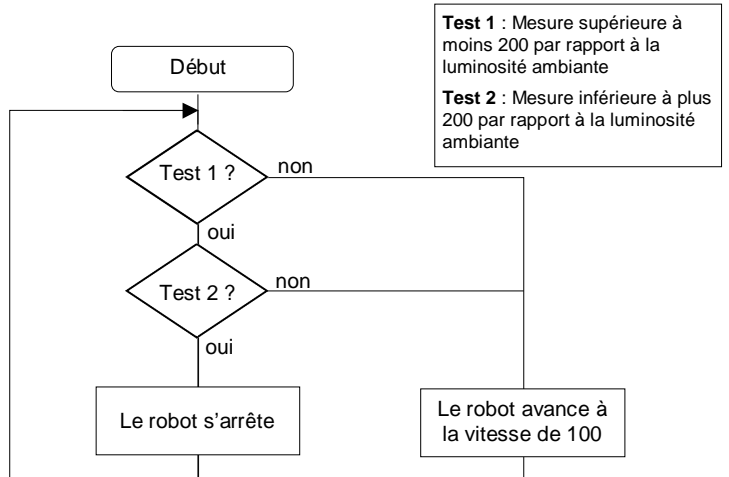 Test 1 : Mesure supérieure à
moins 200 par rapport à la
luminosité ambiante
Test 2 : Mesure inférieure à plus
200 par rapport à la luminosité
ambiante
Début
Test 1 ?
non
oui
Test 2 ?
non
oui
Le robot s’arrête
Le robot avance à
la vitesse de 100